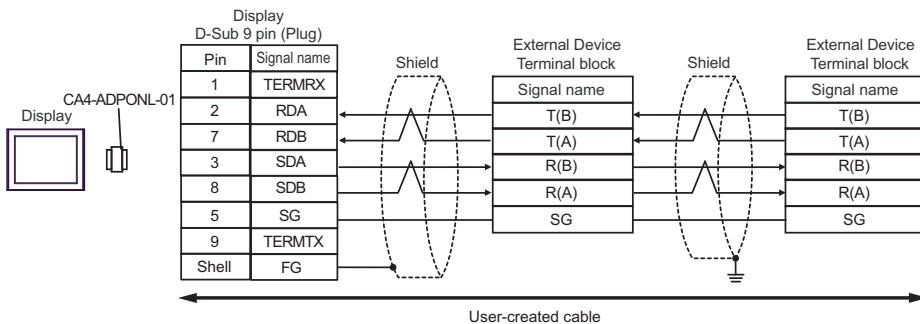 Display
D-Sub 9 pin (Plug)
Pin Signal name
1 TERMRX
2 RDA
7 RDB
3 SDA
8 SDB
5 SG
9 TERMTX
Shell FG
CA4-ADPONL-01
Display
Shield
External Device
Terminal block
Signal name
T(B)
T(A)
R(B)
R(A)
SG
Shield
External Device
Terminal block
Signal name
T(B)
T(A)
R(B)
R(A)
SG
User-created cable